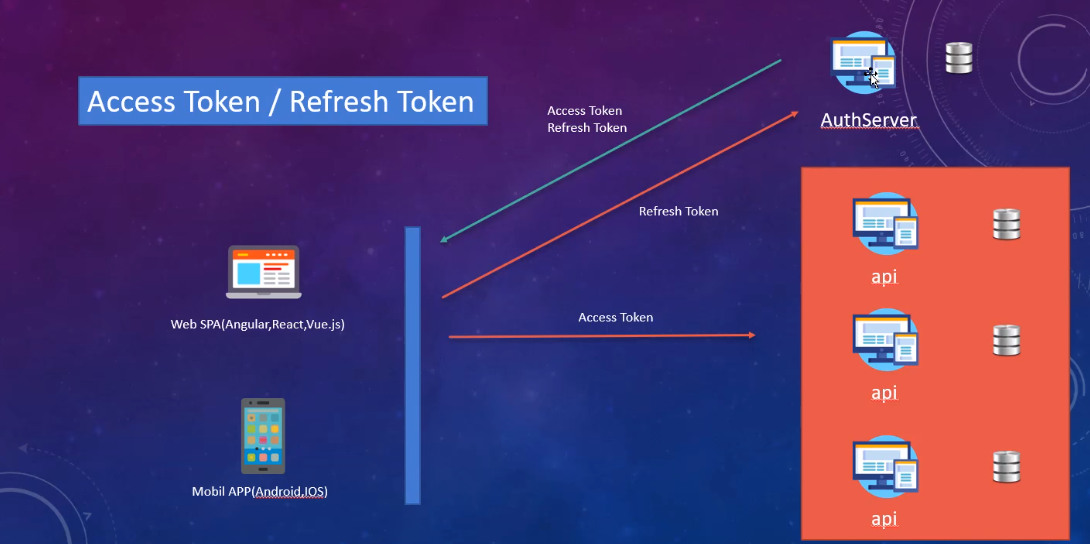 Access Token / Refresh Token
Access Token
Refresh Token
AuthServer
Refresh Token
api
Web SPA(Angular,React,Vue.js)
Access Token
api
Mobil APP(Android,IOS)
api